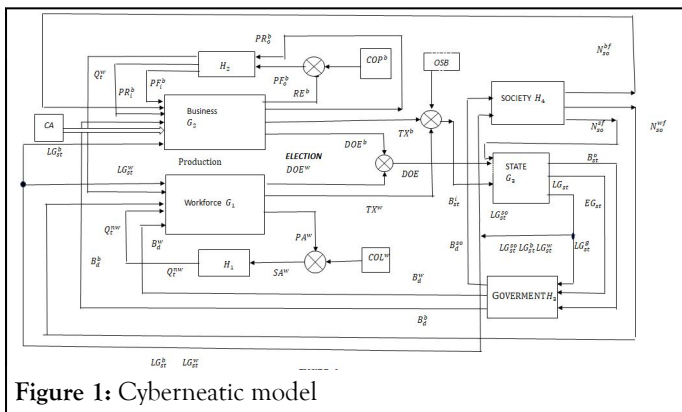 PR_o^b
N_so^bf
Q_t^w
H_2
PF_i^b
PR_i^b
PF_o^b
COP^b
OSB
RE^b
SOCIETY H_4
CA
Business
G_2
TX^b
N_so^sf
N_so^wf
LG_st^b
Production
ELECTION
DOE^b
DOE^w
DOE
LG_st^w
STATE
G_3
B_st^o
B_st^i
LG_st
EG_st
LG_st^so
Workforce G_1
TX^w
Q_t^nw
B_d^w
PA^w
B_d^so
LG_st^so LG_st^b LG_st^w
LG_st^g
B_d^b
Q_t^nw
H_1
SA^w
COL^w
B_d^w
GOVERMENT H_3
B_d^b
LG_st^b LG_st^w
Figure 1: Cyberneatic model